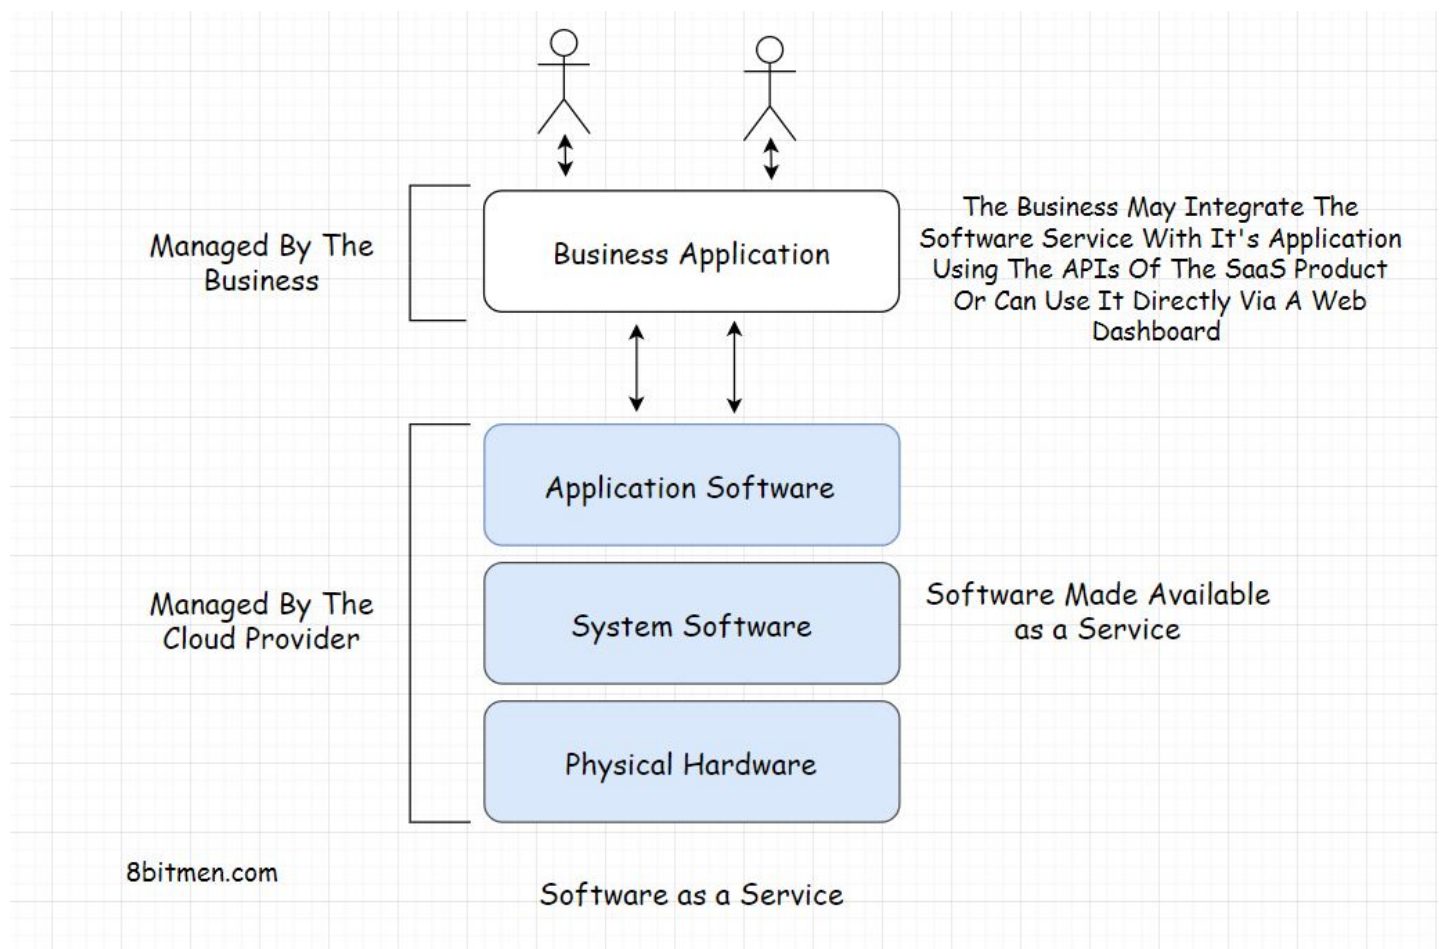 Managed By The
Business
Business Application
The Business May Integrate The
Software Service With It's Application
Using The APIs Of The SaaS Product
Or Can Use It Directly Via A Web
Dashboard
Application Software
Managed By The
Cloud Provider
System Software
Software Made Available
as a Service
Physical Hardware
8bitmen.com
Software as a Service